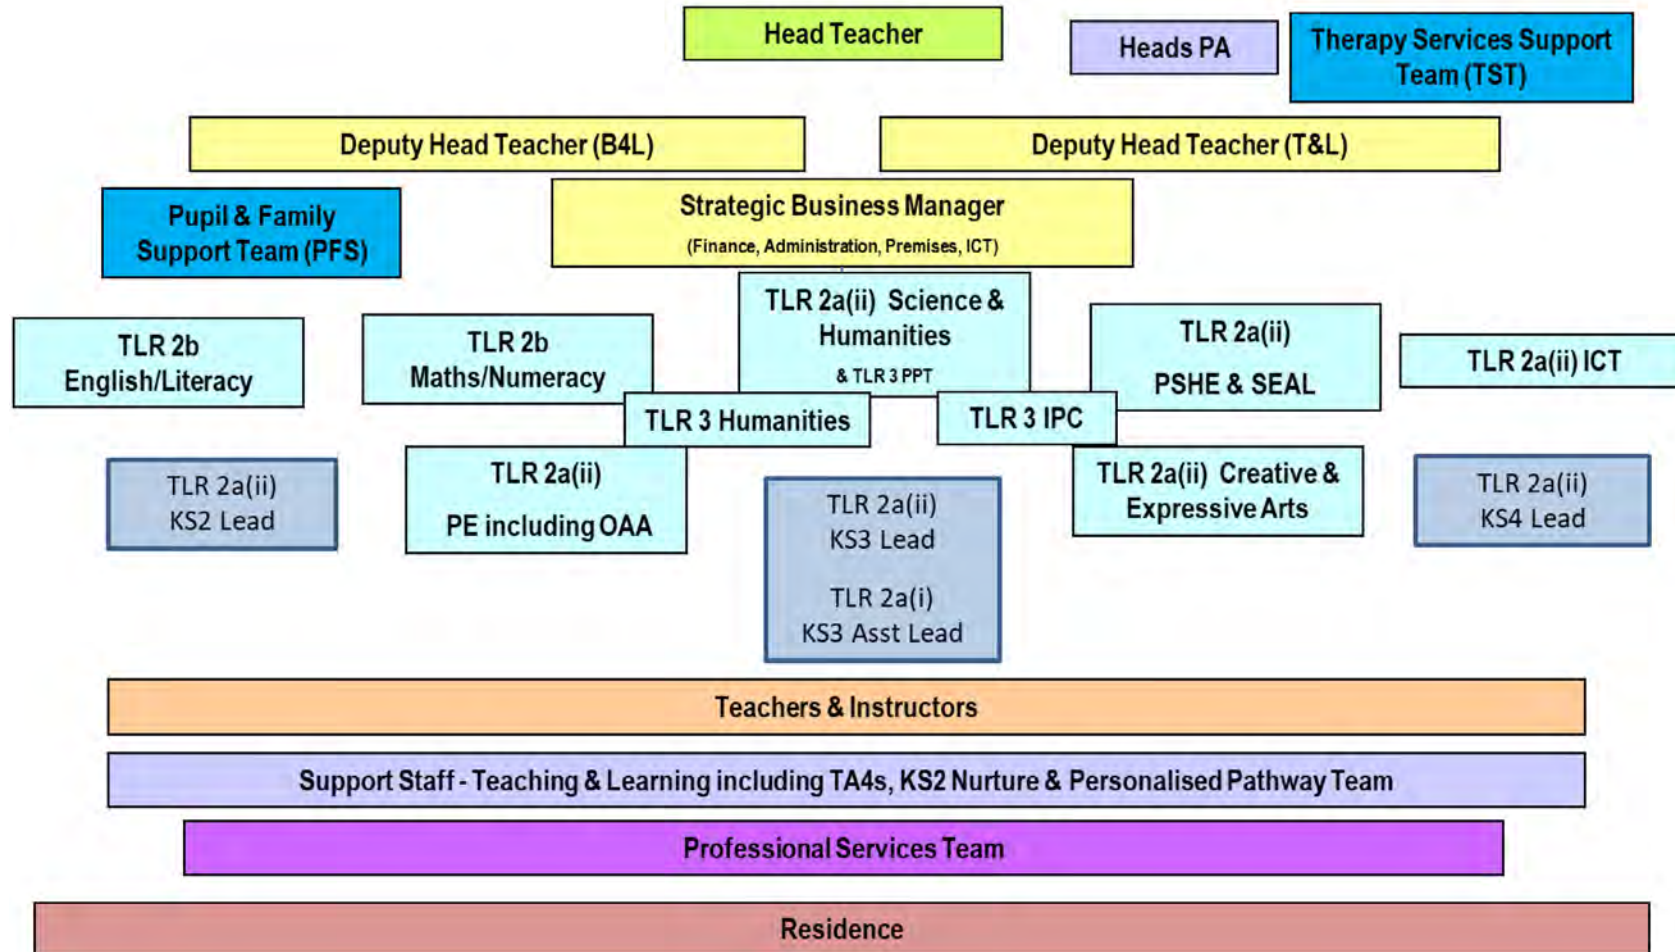 Head Teacher
Heads PA
Therapy Services Support
Team (TST)
Deputy Head Teacher (B4L)
Deputy Head Teacher (T&L)
Pupil & Family
Support Team (PFS)
Strategic Business Manager
(Finance, Administration, Premises, ICT)
TLR 2b
English/Literacy
TLR 2b
Maths/Numeracy
TLR 2a(ii) Science &
Humanities
& TLR 3 PPT
TLR 2a(ii)
PSHE & SEAL
TLR 2a(ii) ICT
TLR 3 Humanities
TLR 3 IPC
TLR 2a(ii)
KS2 Lead
TLR 2a(ii)
PE including OAA
TLR 2a(ii)
KS3 Lead
TLR 2a(i)
KS3 Asst Lead
TLR 2a(ii) Creative &
Expressive Arts
TLR 2a(ii)
KS4 Lead
Teachers & Instructors
Support Staff - Teaching & Learning including TA4s, KS2 Nurture & Personalised Pathway Team
Professional Services Team
Residence